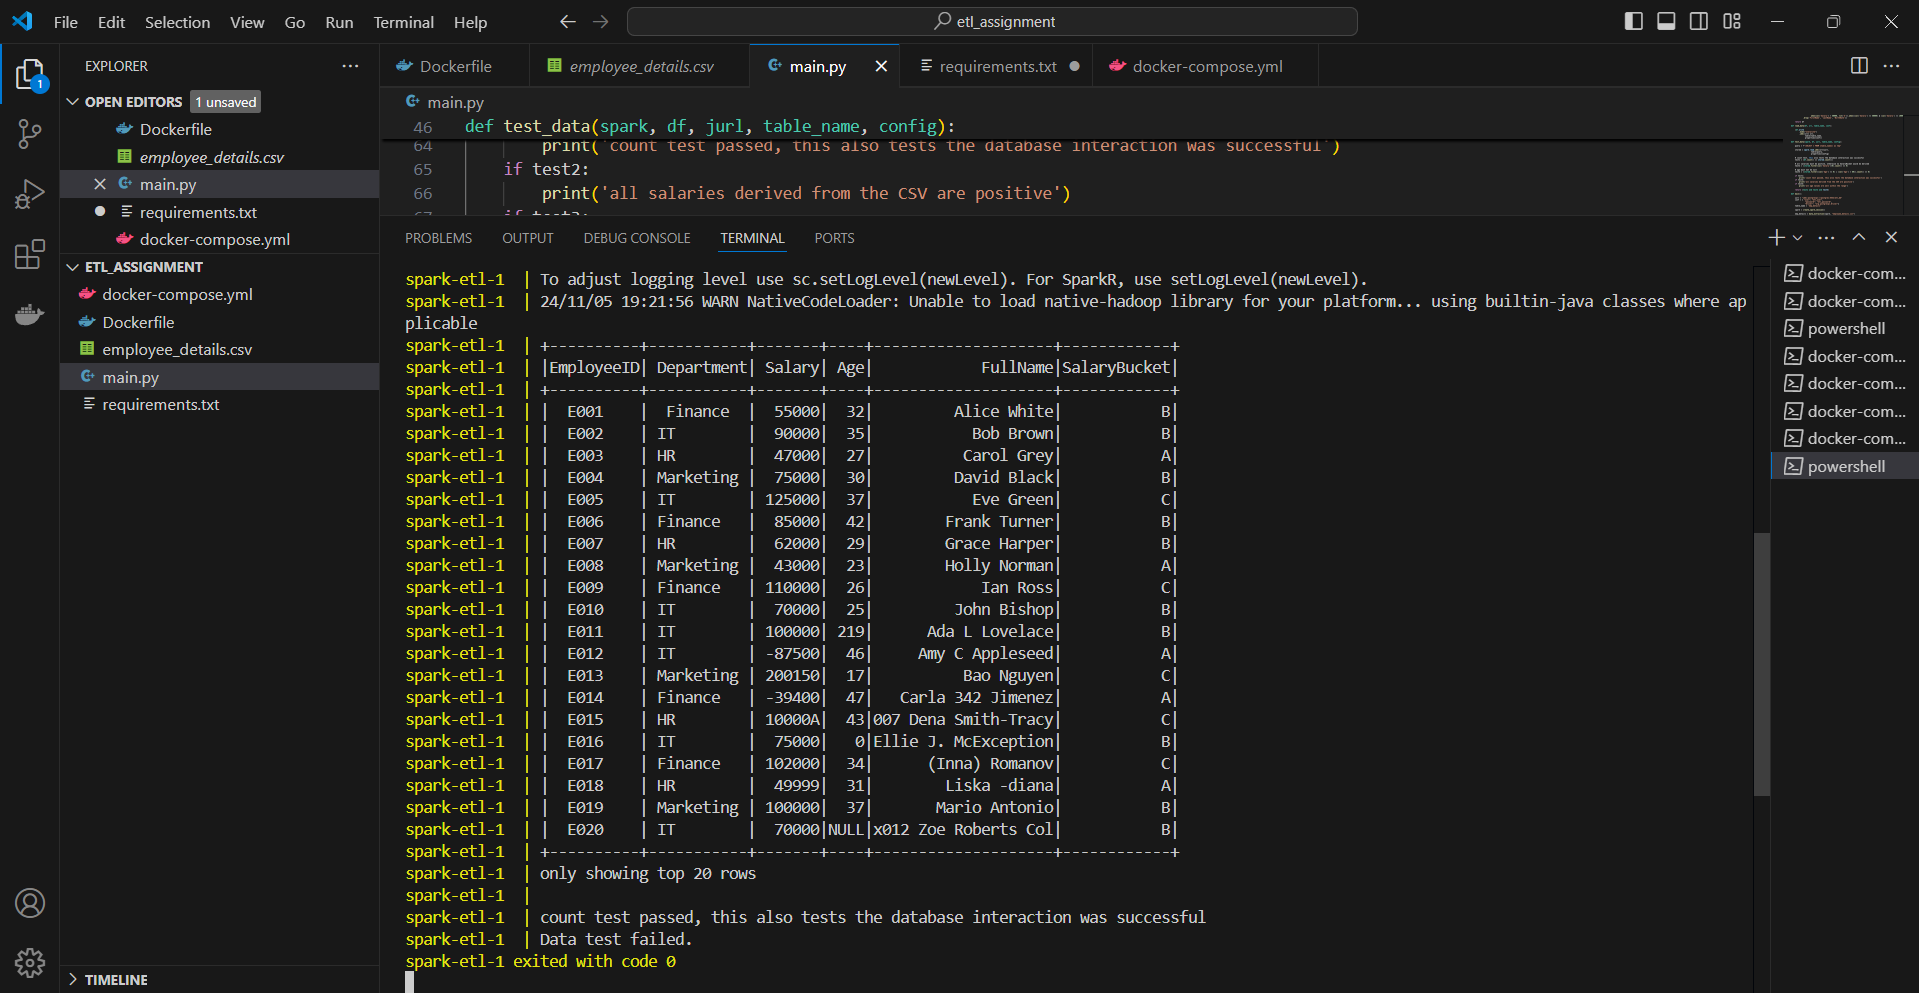 File Edit Selection View Go Run Terminal Help
etl_assignment
EXPLORER
Dockerfile
employee_details.csv
main.py
requirements.txt
docker-compose.yml
1
OPEN EDITORS 1 unsaved
Dockerfile
employee_details.csv
main.py
requirements.txt
docker-compose.yml
ETL_ASSIGNMENT
docker-compose.yml
Dockerfile
employee_details.csv
main.py
requirements.txt
TIMELINE
main.py
46 def test_data(spark, df, jurl, table_name, config):
64 print('count test passed, this also tests the database interaction was successful')
65 if test2:
66 print('all salaries derived from the CSV are positive')
67 if test3:
PROBLEMS OUTPUT DEBUG CONSOLE TERMINAL PORTS
spark-etl-1 | To adjust logging level use sc.setLogLevel(newLevel). For SparkR, use setLogLevel(newLevel).
spark-etl-1 | 24/11/05 19:21:56 WARN NativeCodeLoader: Unable to load native-hadoop library for your platform... using builtin-java classes where ap
plicable
spark-etl-1 | +----------+-----------+-------+----+--------------------+------------+
spark-etl-1 | |EmployeeID| Department| Salary| Age|            FullName|SalaryBucket|
spark-etl-1 | +----------+-----------+-------+----+--------------------+------------+
spark-etl-1 | |  E001    |  Finance  |  55000|  32|         Alice White|           B|
spark-etl-1 | |  E002    | IT        |  90000|  35|           Bob Brown|           B|
spark-etl-1 | |  E003    | HR        |  47000|  27|          Carol Grey|           A|
spark-etl-1 | |  E004    | Marketing |  75000|  30|         David Black|           B|
spark-etl-1 | |  E005    | IT        | 125000|  37|           Eve Green|           C|
spark-etl-1 | |  E006    | Finance   |  85000|  42|        Frank Turner|           B|
spark-etl-1 | |  E007    | HR        |  62000|  29|        Grace Harper|           B|
spark-etl-1 | |  E008    | Marketing |  43000|  23|        Holly Norman|           A|
spark-etl-1 | |  E009    | Finance   | 110000|  26|            Ian Ross|           C|
spark-etl-1 | |  E010    | IT        |  70000|  25|         John Bishop|           B|
spark-etl-1 | |  E011    | IT        | 100000| 219|      Ada L Lovelace|           B|
spark-etl-1 | |  E012    | IT        | -87500|  46|     Amy C Appleseed|           A|
spark-etl-1 | |  E013    | Marketing | 200150|  17|          Bao Nguyen|           C|
spark-etl-1 | |  E014    | Finance   | -39400|  47|   Carla 342 Jimenez|           A|
spark-etl-1 | |  E015    | HR        | 10000A|  43|007 Dena Smith-Tracy|           C|
spark-etl-1 | |  E016    | IT        |  75000|   0|Ellie J. McException|           B|
spark-etl-1 | |  E017    | Finance   | 102000|  34|      (Inna) Romanov|           C|
spark-etl-1 | |  E018    | HR        |  49999|  31|        Liska -diana|           A|
spark-etl-1 | |  E019    | Marketing | 100000|  37|       Mario Antonio|           B|
spark-etl-1 | |  E020    | IT        |  70000|NULL|x012 Zoe Roberts Col|           B|
spark-etl-1 | +----------+-----------+-------+----+--------------------+------------+
spark-etl-1 | only showing top 20 rows
spark-etl-1 |
spark-etl-1 | count test passed, this also tests the database interaction was successful
spark-etl-1 | Data test failed.
spark-etl-1 exited with code 0
docker-com...
docker-com...
powershell
docker-com...
docker-com...
docker-com...
docker-com...
powershell